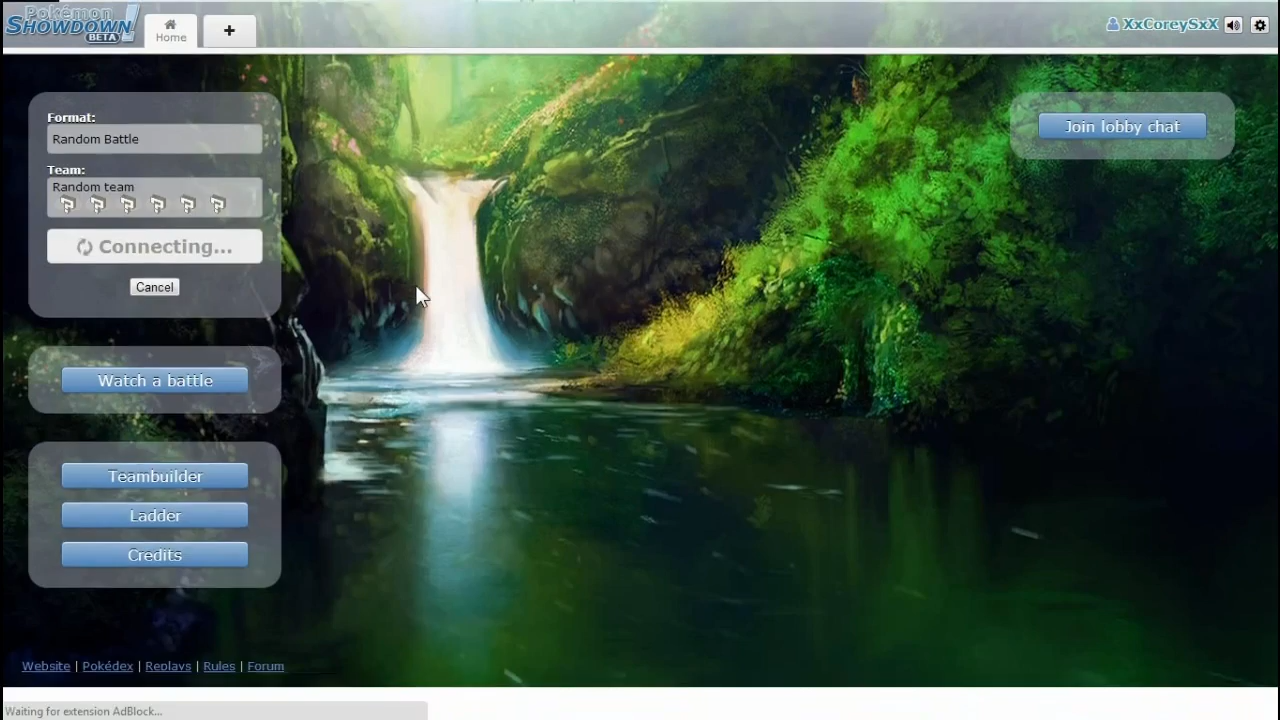 Pokémon
SHOWDOWN!
BETA
Home
+
XxCoreySxX
Format:
Random Battle
Join lobby chat
Team:
Random team
Connecting...
Cancel
Watch a battle
Teambuilder
Ladder
Credits
Website | Pokédex | Replays | Rules | Forum
Waiting for extension AdBlock...